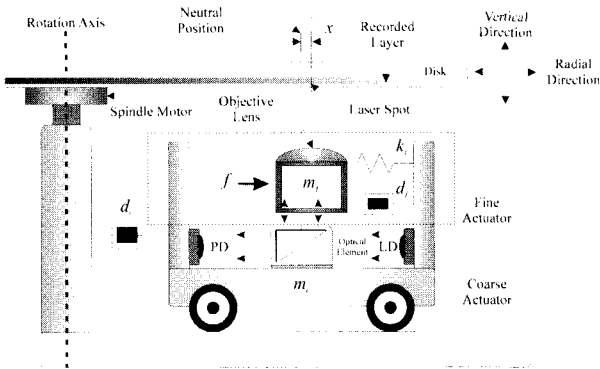 Rotation Axis
Neutral
Position
x
Recorded
Layer
Vertical
Direction
Disk
Radial
Direction
Spindle Motor
Objective
Lens
Laser Spot
f
m
k
d
d
Fine
Actuator
PD
Optical
Element
LD
m
Coarse
Actuator